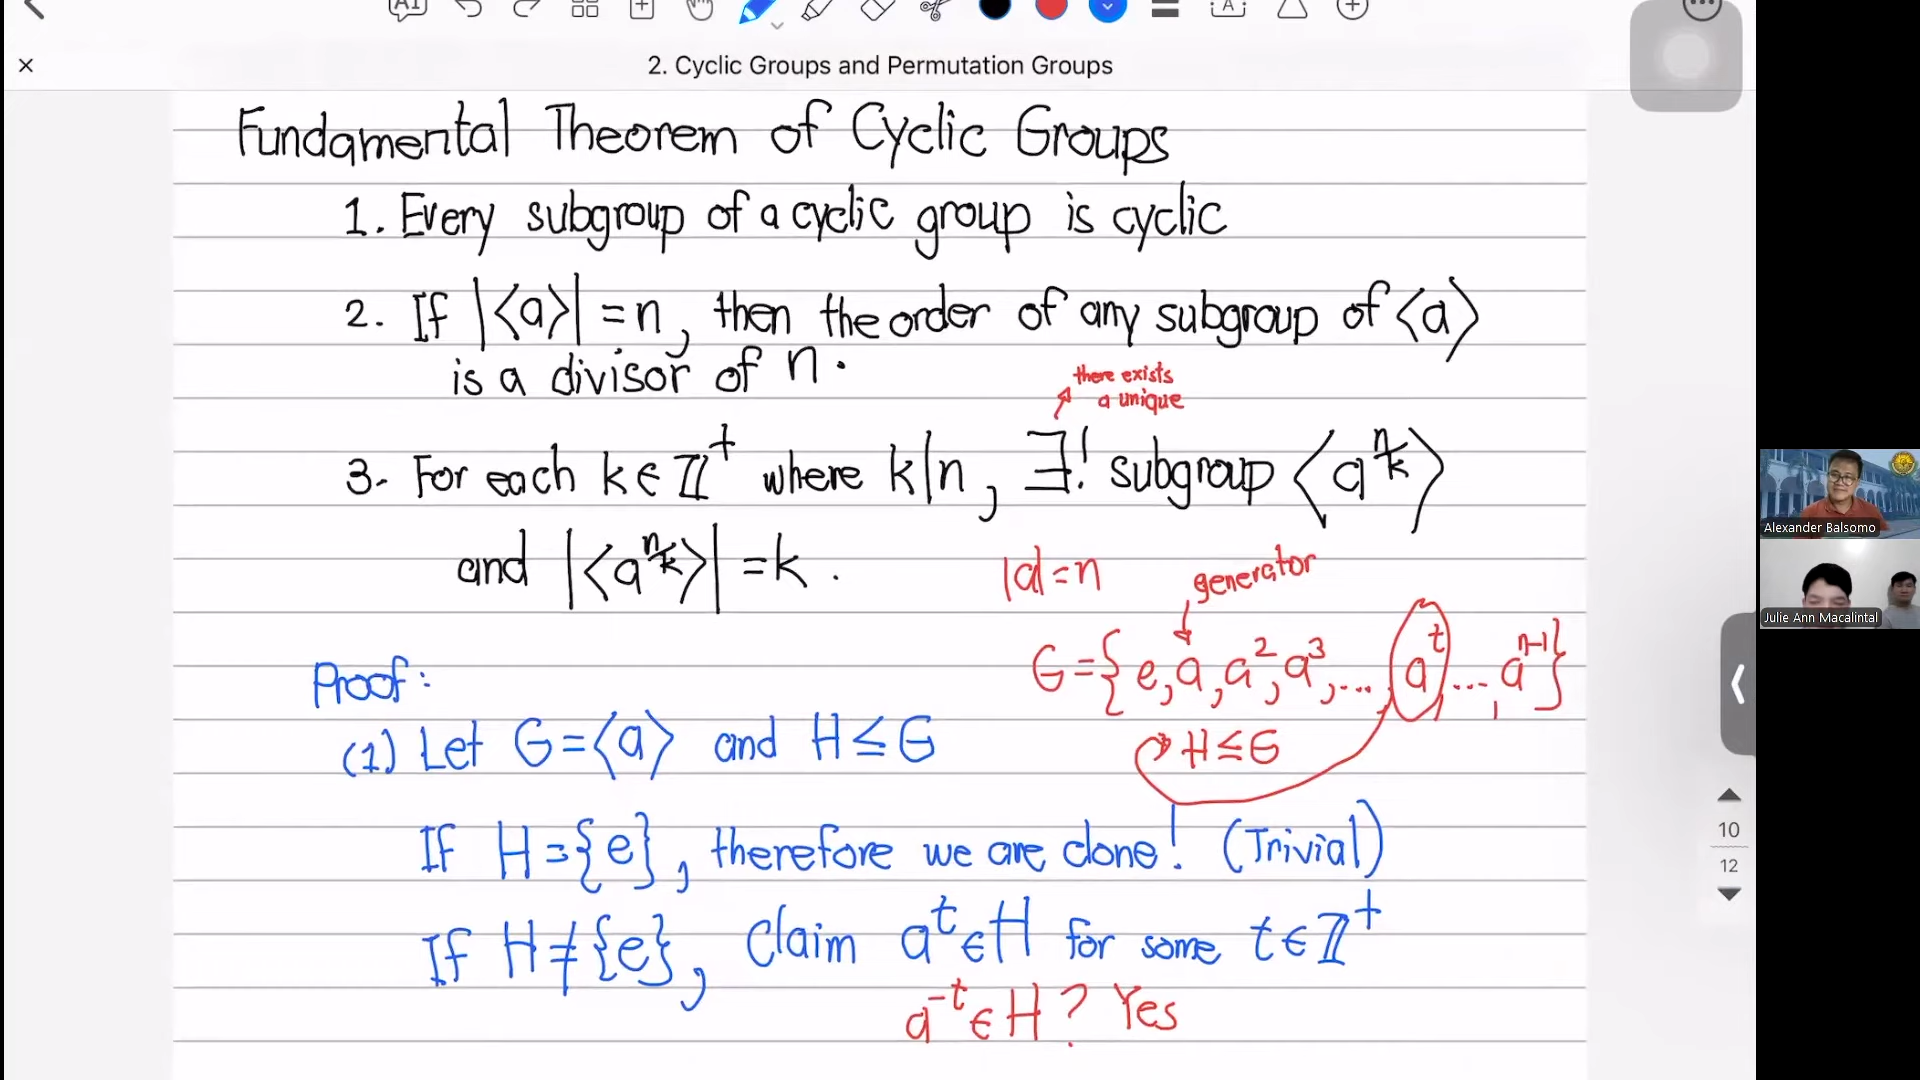 2. Cyclic Groups and Permutation Groups
Fundamental Theorem of Cyclic Groups
1. Every subgroup of a cyclic group is cyclic
2. If |⟨a⟩| = n, then the order of any subgroup of ⟨a⟩
is a divisor of n.
there exists
a unique
3. For each k ∈ ℤ⁺ where k|n, ∃! subgroup ⟨a^{n/k}⟩
and |⟨a^{n/k}⟩| = k.
|a| = n
generator
G = {e, a, a², a³, ..., a^t, ..., a^{n-1}}
H ≤ G
Proof:
(1) Let G = ⟨a⟩ and H ≤ G
If H = {e}, therefore we are done! (Trivial)
If H ≠ {e}, Claim a^t ∈ H for some t ∈ ℤ⁺
a^{-t} ∈ H? Yes
Alexander Balsomo
Julie Ann Macalintal
10
12